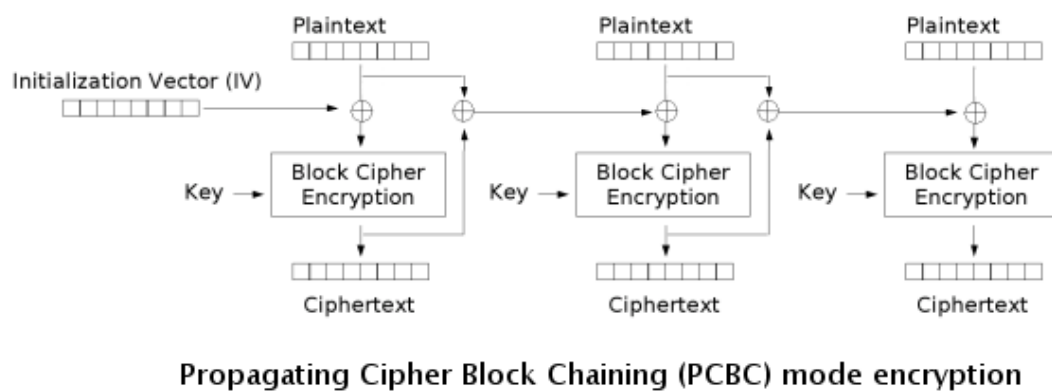 Plaintext
Plaintext
Plaintext
Initialization Vector (IV)
Key
Block Cipher
Encryption
Key
Block Cipher
Encryption
Key
Block Cipher
Encryption
Ciphertext
Ciphertext
Ciphertext
Propagating Cipher Block Chaining (PCBC) mode encryption